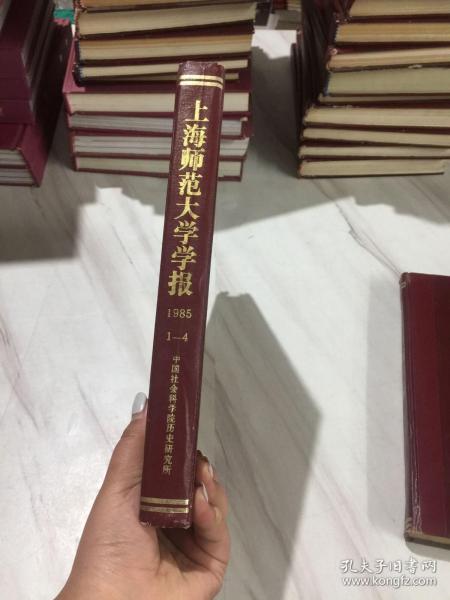 上海师范大学学报
1985
1—4
中国社会科学院历史研究所
孔夫子旧书网
www.kongfz.com